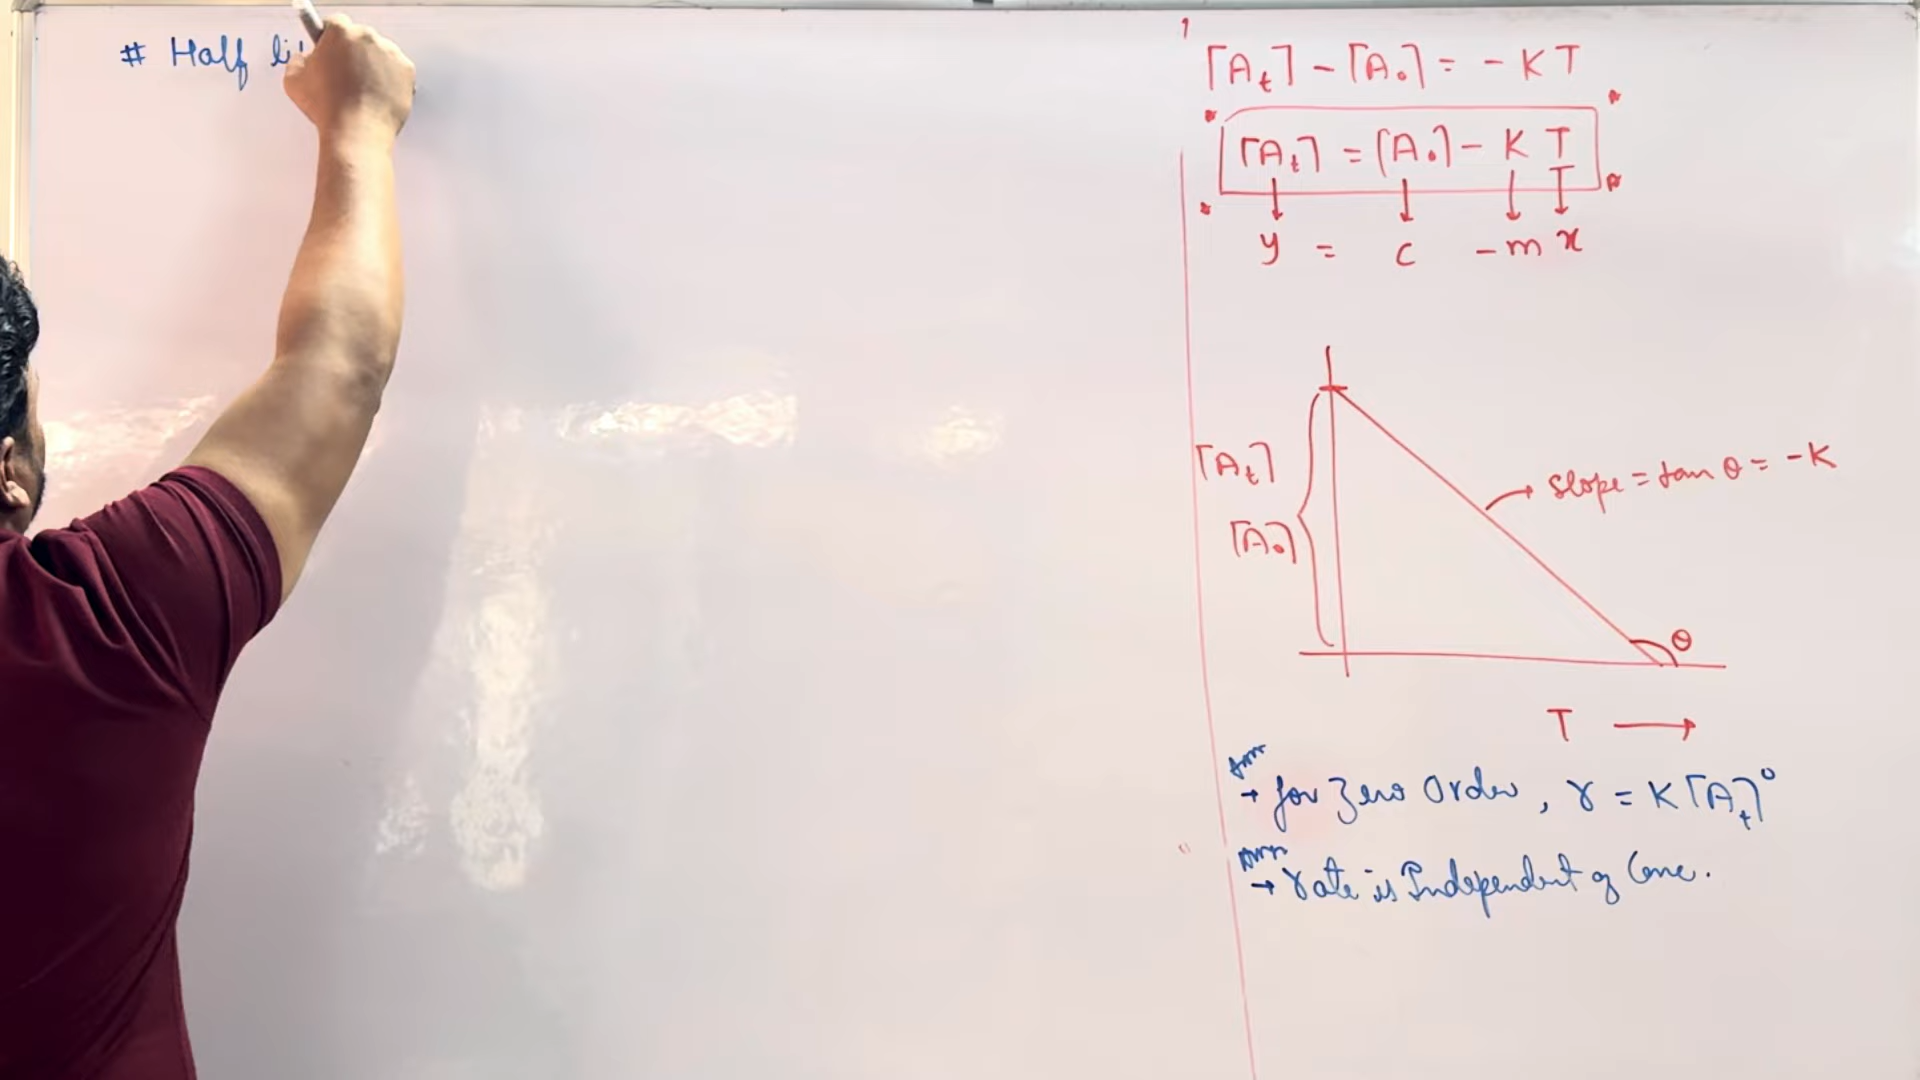 # Half li
[At] - [A0] = - KT
[At] = [A0] - K T
y = c - m x
[At]
[A0]
slope = tan θ = - K
θ
T →
→ for Zero Order, r = K[At]⁰
→ rate is Independent of Conc.